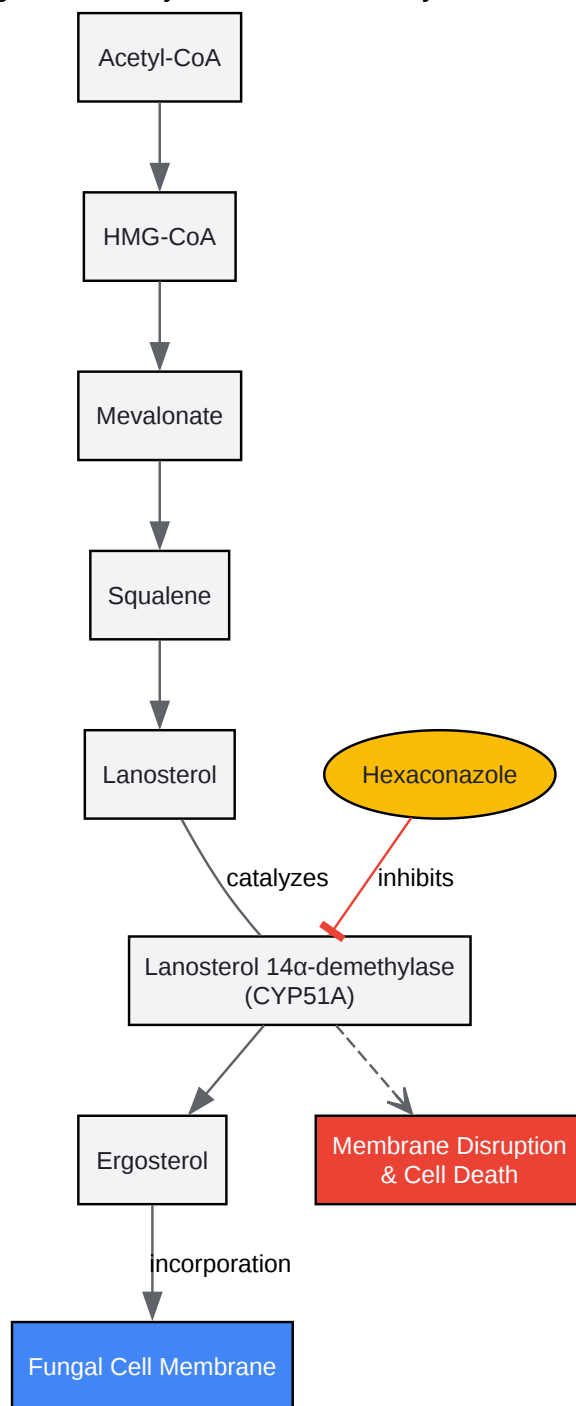 Acetyl-CoA
HMG-CoA
Mevalonate
Squalene
Lanosterol
Hexaconazole
catalyzes
inhibits
Lanosterol 14α-demethylase
(CYP51A)
Ergosterol
Membrane Disruption
& Cell Death
incorporation
Fungal Cell Membrane